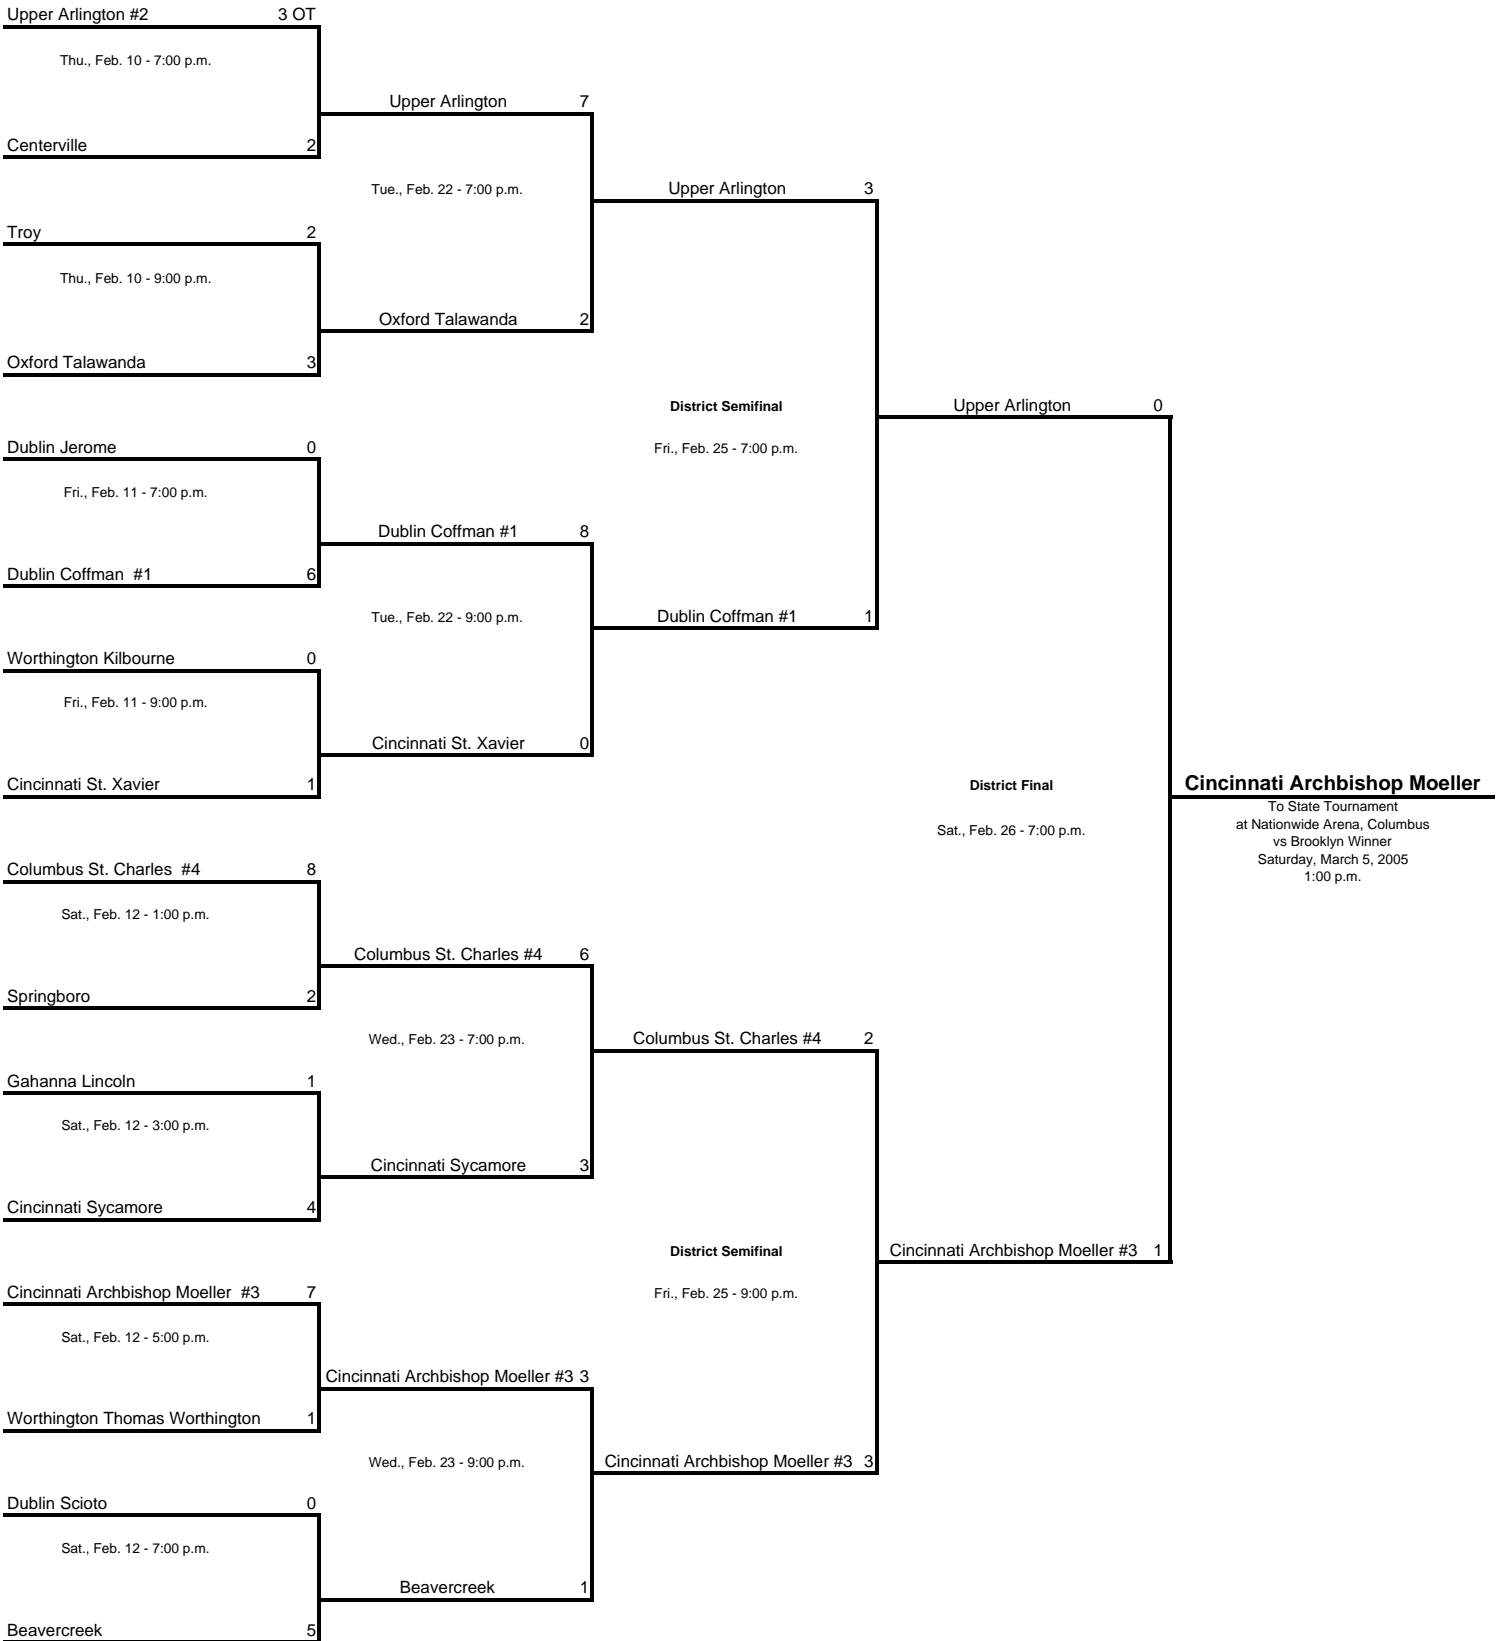 Upper Arlington #2 3 OT
Thu., Feb. 10 - 7:00 p.m.
Upper Arlington 7
Centerville 2
Tue., Feb. 22 - 7:00 p.m.
Upper Arlington 3
Troy 2
Thu., Feb. 10 - 9:00 p.m.
Oxford Talawanda 2
Oxford Talawanda 3
District Semifinal
Upper Arlington 0
Dublin Jerome 0
Fri., Feb. 25 - 7:00 p.m.
Fri., Feb. 11 - 7:00 p.m.
Dublin Coffman #1 8
Dublin Coffman #1 6
Tue., Feb. 22 - 9:00 p.m.
Dublin Coffman #1 1
Worthington Kilbourne 0
Fri., Feb. 11 - 9:00 p.m.
Cincinnati St. Xavier 0
Cincinnati St. Xavier 1
District Final
Cincinnati Archbishop Moeller
To State Tournament
at Nationwide Arena, Columbus
Sat., Feb. 26 - 7:00 p.m.
vs Brooklyn Winner
Saturday, March 5, 2005
1:00 p.m.
Columbus St. Charles #4 8
Sat., Feb. 12 - 1:00 p.m.
Columbus St. Charles #4 6
Springboro 2
Wed., Feb. 23 - 7:00 p.m.
Columbus St. Charles #4 2
Gahanna Lincoln 1
Sat., Feb. 12 - 3:00 p.m.
Cincinnati Sycamore 3
Cincinnati Sycamore 4
District Semifinal
Cincinnati Archbishop Moeller #3 1
Cincinnati Archbishop Moeller #3 7
Fri., Feb. 25 - 9:00 p.m.
Sat., Feb. 12 - 5:00 p.m.
Cincinnati Archbishop Moeller #3 3
Worthington Thomas Worthington 1
Wed., Feb. 23 - 9:00 p.m.
Cincinnati Archbishop Moeller #3 3
Dublin Scioto 0
Sat., Feb. 12 - 7:00 p.m.
Beavercreek 1
Beavercreek 5